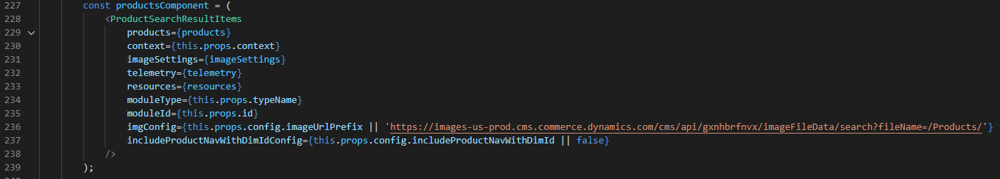 227 const productsComponent = (
228 <ProductSearchResultItems
229 products={products}
230 context={this.props.context}
231 imageSettings={imageSettings}
232 telemetry={telemetry}
233 resources={resources}
234 moduleType={this.props.typeName}
235 moduleId={this.props.id}
236 imgConfig={this.props.config.imageUrlPrefix || 'https://images-us-prod.cms.commerce.dynamics.com/cms/api/gxnhbrfnvx/imageFileData/search?fileName=/Products/'}
237 includeProductNavWithDimIdConfig={this.props.config.includeProductNavWithDimId || false}
238 />
239 );